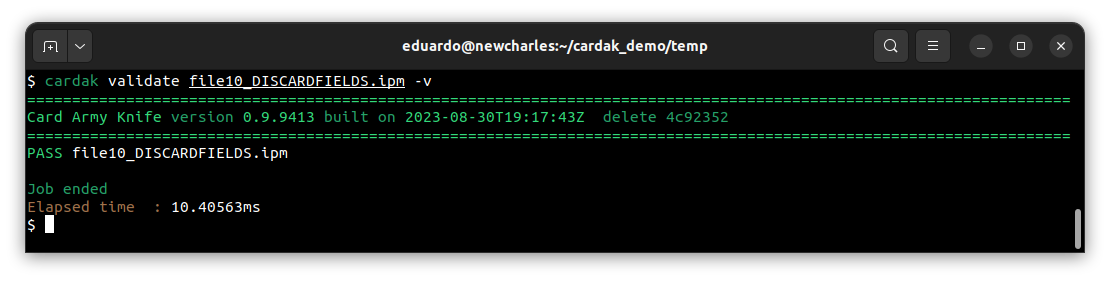 eduardo@newcharles:~/cardak_demo/temp
$ cardak validate file10_DISCARDFIELDS.ipm -v
====================================================================================================================
Card Army Knife version 0.9.9413 built on 2023-08-30T19:17:43Z  delete 4c92352
====================================================================================================================
PASS file10_DISCARDFIELDS.ipm
Job ended
Elapsed time  : 10.40563ms
$